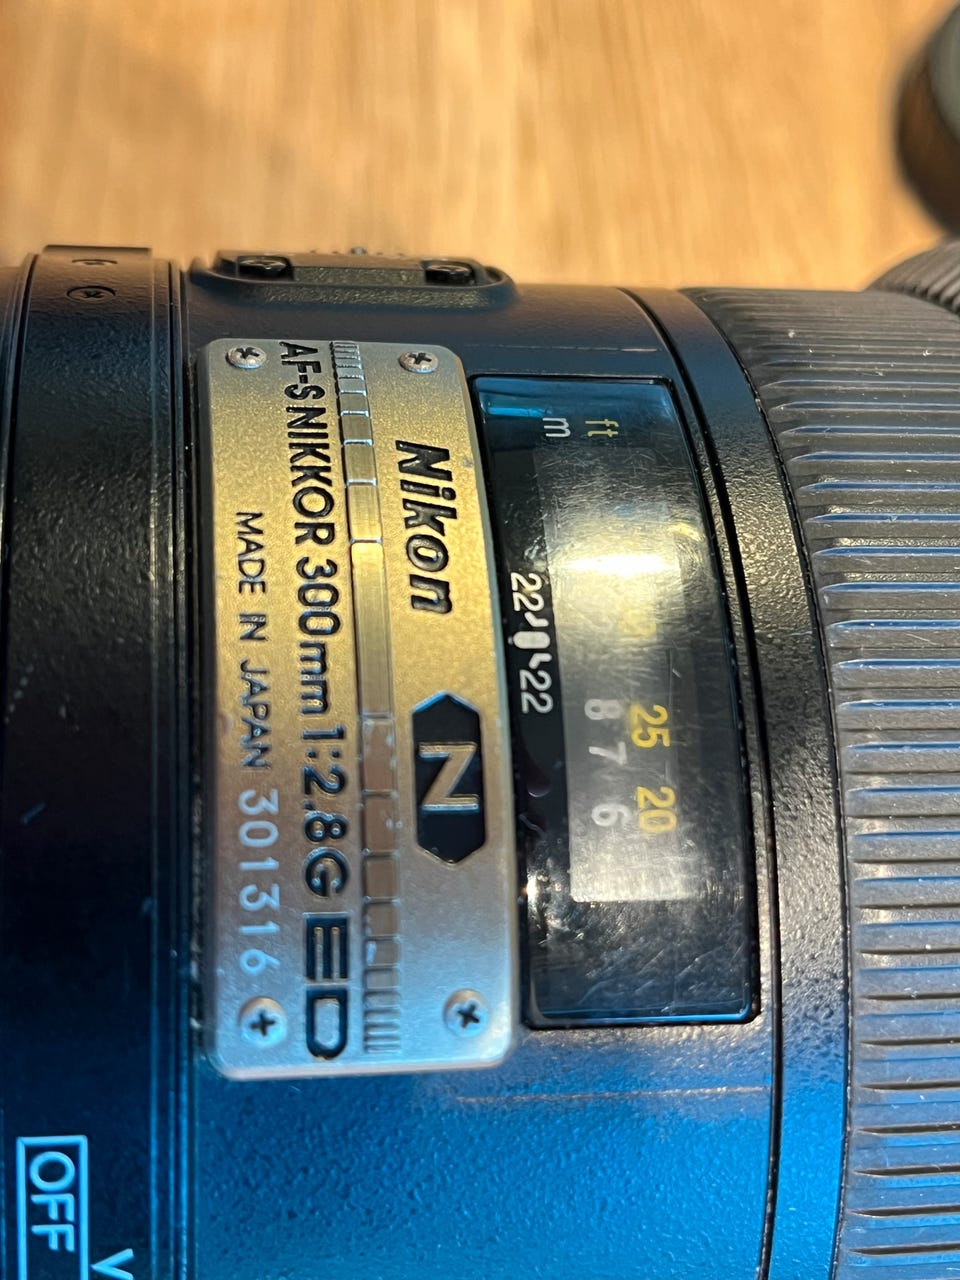 Nikon N
AF-S NIKKOR 300mm 1:2.8G ED
MADE IN JAPAN 301316
ft 25 20
m 8 7 6
22 22
OFF
V